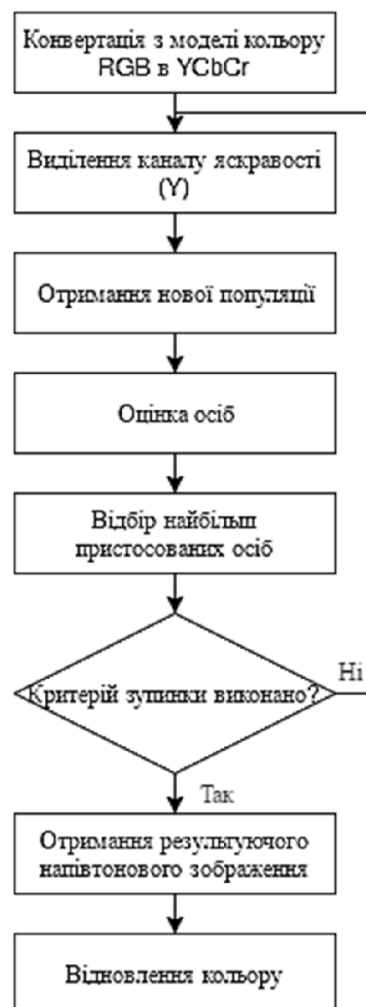 Конвертація з моделі кольору
RGB в YCbCr
Виділення каналу яскравості
(Y)
Отримання нової популяції
Оцінка осіб
Відбір найбільш
пристосованих осіб
Критерій зупинки виконано?
Ні
Так
Отримання результуючого
напівтонового зображення
Відновлення кольору